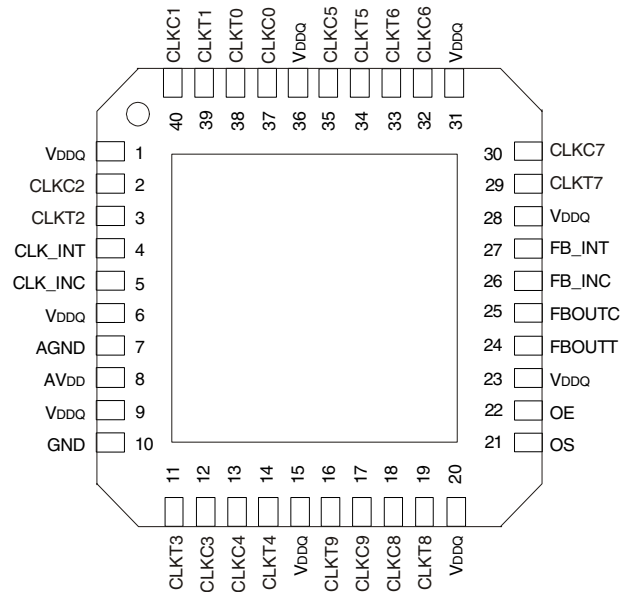 CLKC1 CLKT1 CLKT0 CLKC0 VDDQ CLKC5 CLKT5 CLKT6 CLKC6 VDDQ
40 39 38 37 36 35 34 33 32 31
VDDQ 1
CLKC2 2
CLKT2 3
CLK_INT 4
CLK_INC 5
VDDQ 6
AGND 7
AVDD 8
VDDQ 9
GND 10
30 CLKC7
29 CLKT7
28 VDDQ
27 FB_INT
26 FB_INC
25 FBOUTC
24 FBOUTT
23 VDDQ
22 OE
21 OS
11 12 13 14 15 16 17 18 19 20
CLKT3 CLKC3 CLKC4 CLKT4 VDDQ CLKT9 CLKC9 CLKC8 CLKT8 VDDQ